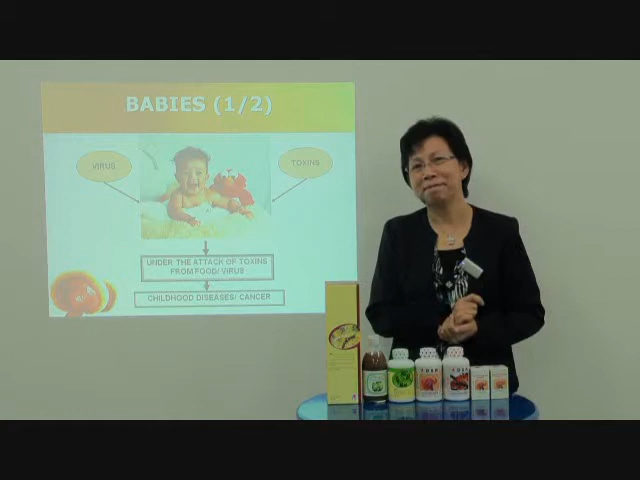 BABIES (1/2)
VIRUS
TOXINS
UNDER THE ATTACK OF TOXINS
FROM FOOD/ VIRUS
CHILDHOOD DISEASES/ CANCER